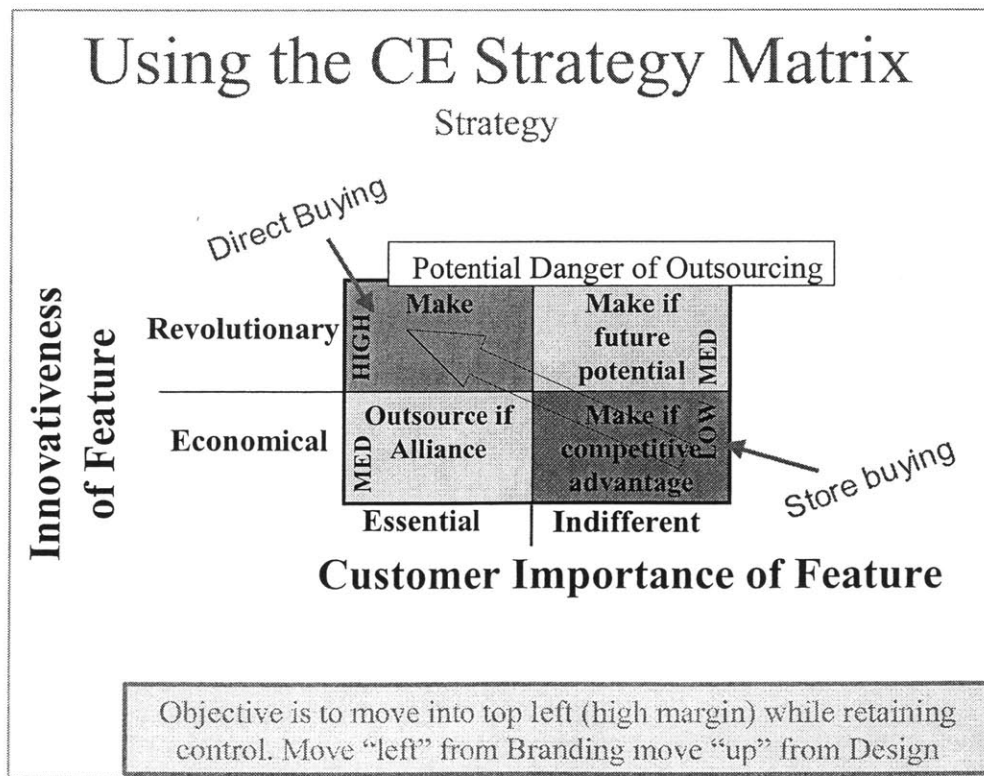 Using the CE Strategy Matrix
Strategy
Direct Buying
Potential Danger of Outsourcing
Innovativeness
of Feature
Revolutionary
HIGH
Make
Make if
future
potential
MED
Economical
MED
Outsource if
Alliance
Make if
competitive
advantage
LOW
Store buying
Essential
Indifferent
Customer Importance of Feature
Objective is to move into top left (high margin) while retaining
control. Move “left” from Branding move “up” from Design